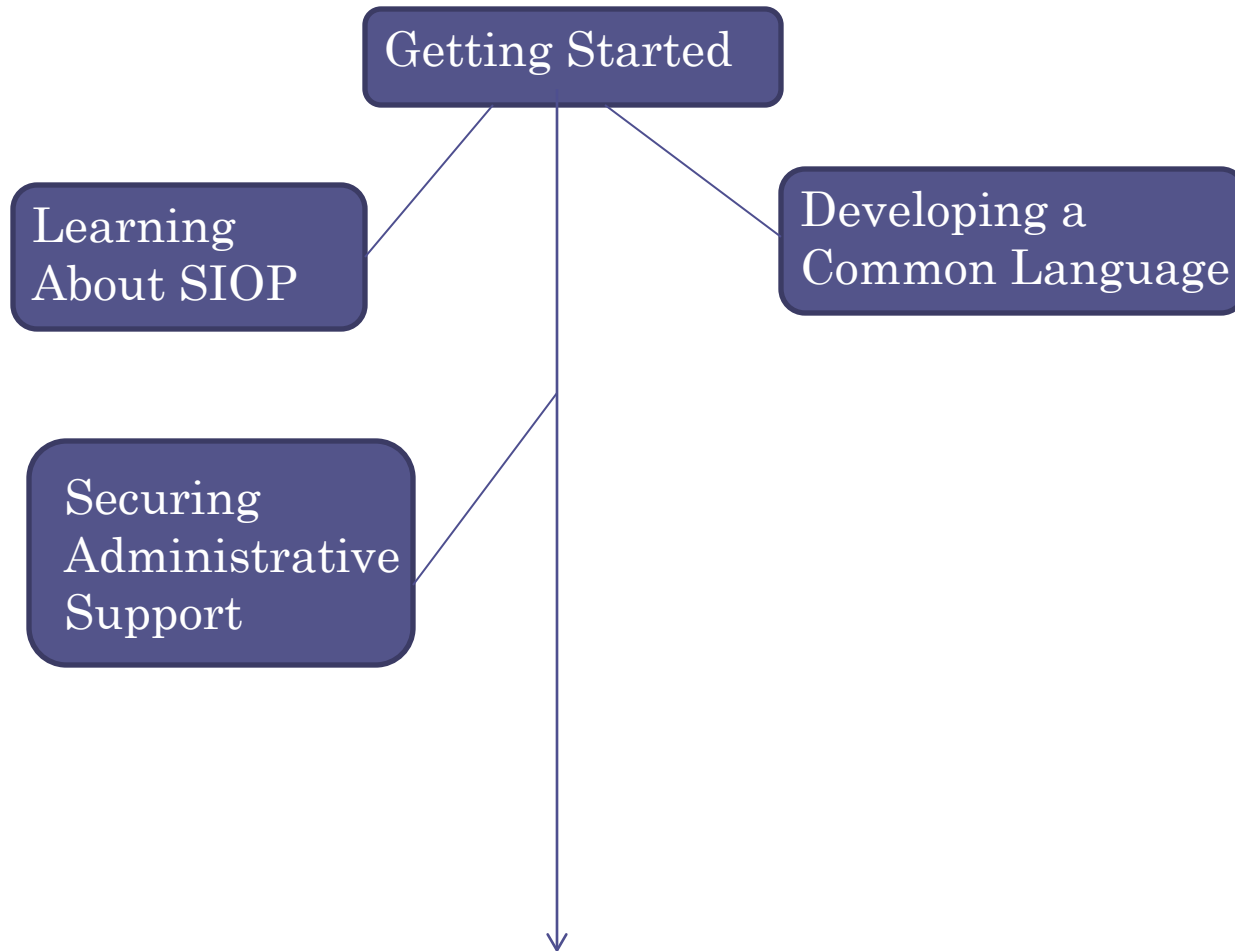 Getting Started
Learning
About SIOP
Developing a
Common Language
Securing
Administrative
Support